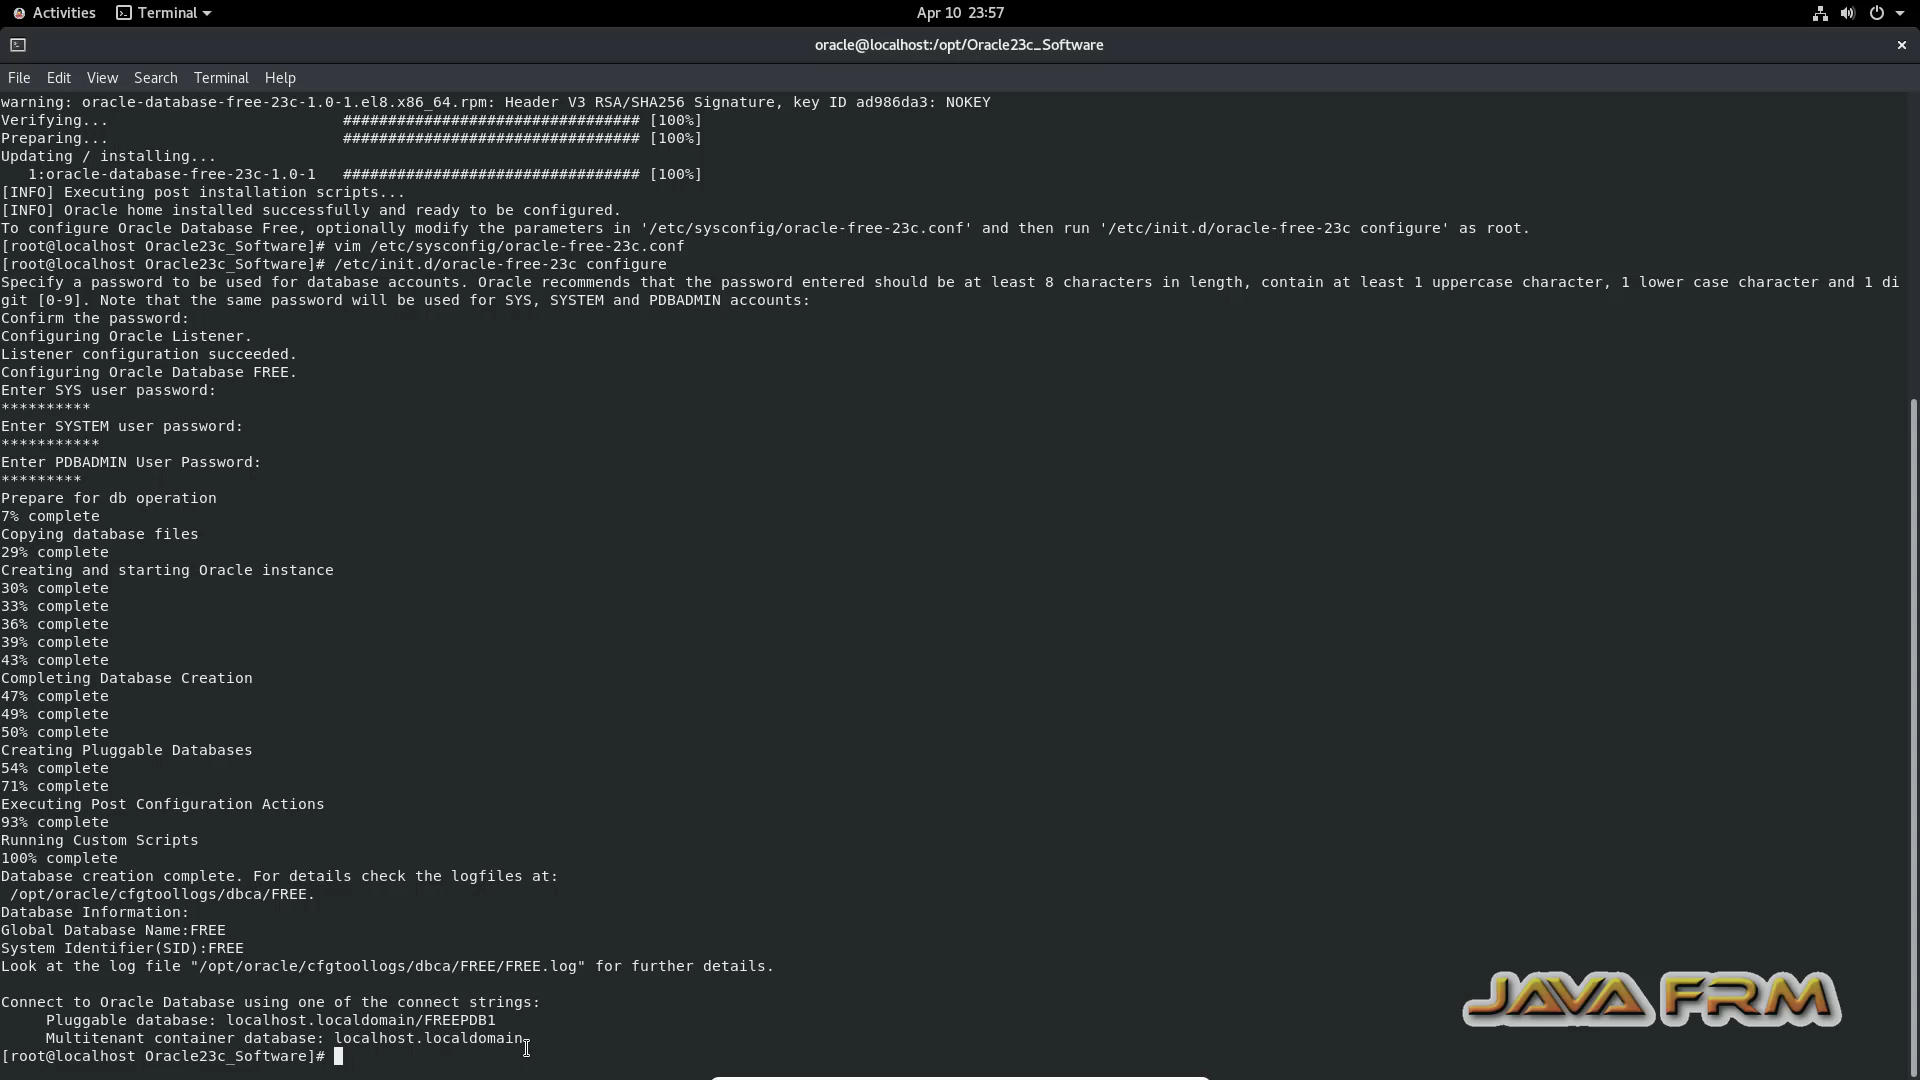 Activities Terminal Apr 10 23:57
oracle@localhost:/opt/Oracle23c_Software
File Edit View Search Terminal Help
warning: oracle-database-free-23c-1.0-1.el8.x86_64.rpm: Header V3 RSA/SHA256 Signature, key ID ad986da3: NOKEY
Verifying... ################################# [100%]
Preparing... ################################# [100%]
Updating / installing...
1:oracle-database-free-23c-1.0-1 ################################# [100%]
[INFO] Executing post installation scripts...
[INFO] Oracle home installed successfully and ready to be configured.
To configure Oracle Database Free, optionally modify the parameters in '/etc/sysconfig/oracle-free-23c.conf' and then run '/etc/init.d/oracle-free-23c configure' as root.
[root@localhost Oracle23c_Software]# vim /etc/sysconfig/oracle-free-23c.conf
[root@localhost Oracle23c_Software]# /etc/init.d/oracle-free-23c configure
Specify a password to be used for database accounts. Oracle recommends that the password entered should be at least 8 characters in length, contain at least 1 uppercase character, 1 lower case character and 1 di
git [0-9]. Note that the same password will be used for SYS, SYSTEM and PDBADMIN accounts:
Confirm the password:
Configuring Oracle Listener.
Listener configuration succeeded.
Configuring Oracle Database FREE.
Enter SYS user password:
**********
Enter SYSTEM user password:
***********
Enter PDBADMIN User Password:
*********
Prepare for db operation
7% complete
Copying database files
29% complete
Creating and starting Oracle instance
30% complete
33% complete
36% complete
39% complete
43% complete
Completing Database Creation
47% complete
49% complete
50% complete
Creating Pluggable Databases
54% complete
71% complete
Executing Post Configuration Actions
93% complete
Running Custom Scripts
100% complete
Database creation complete. For details check the logfiles at:
/opt/oracle/cfgtoollogs/dbca/FREE.
Database Information:
Global Database Name:FREE
System Identifier(SID):FREE
Look at the log file "/opt/oracle/cfgtoollogs/dbca/FREE/FREE.log" for further details.
Connect to Oracle Database using one of the connect strings:
Pluggable database: localhost.localdomain/FREEPDB1
Multitenant container database: localhost.localdomain
[root@localhost Oracle23c_Software]#
JAVA FRM